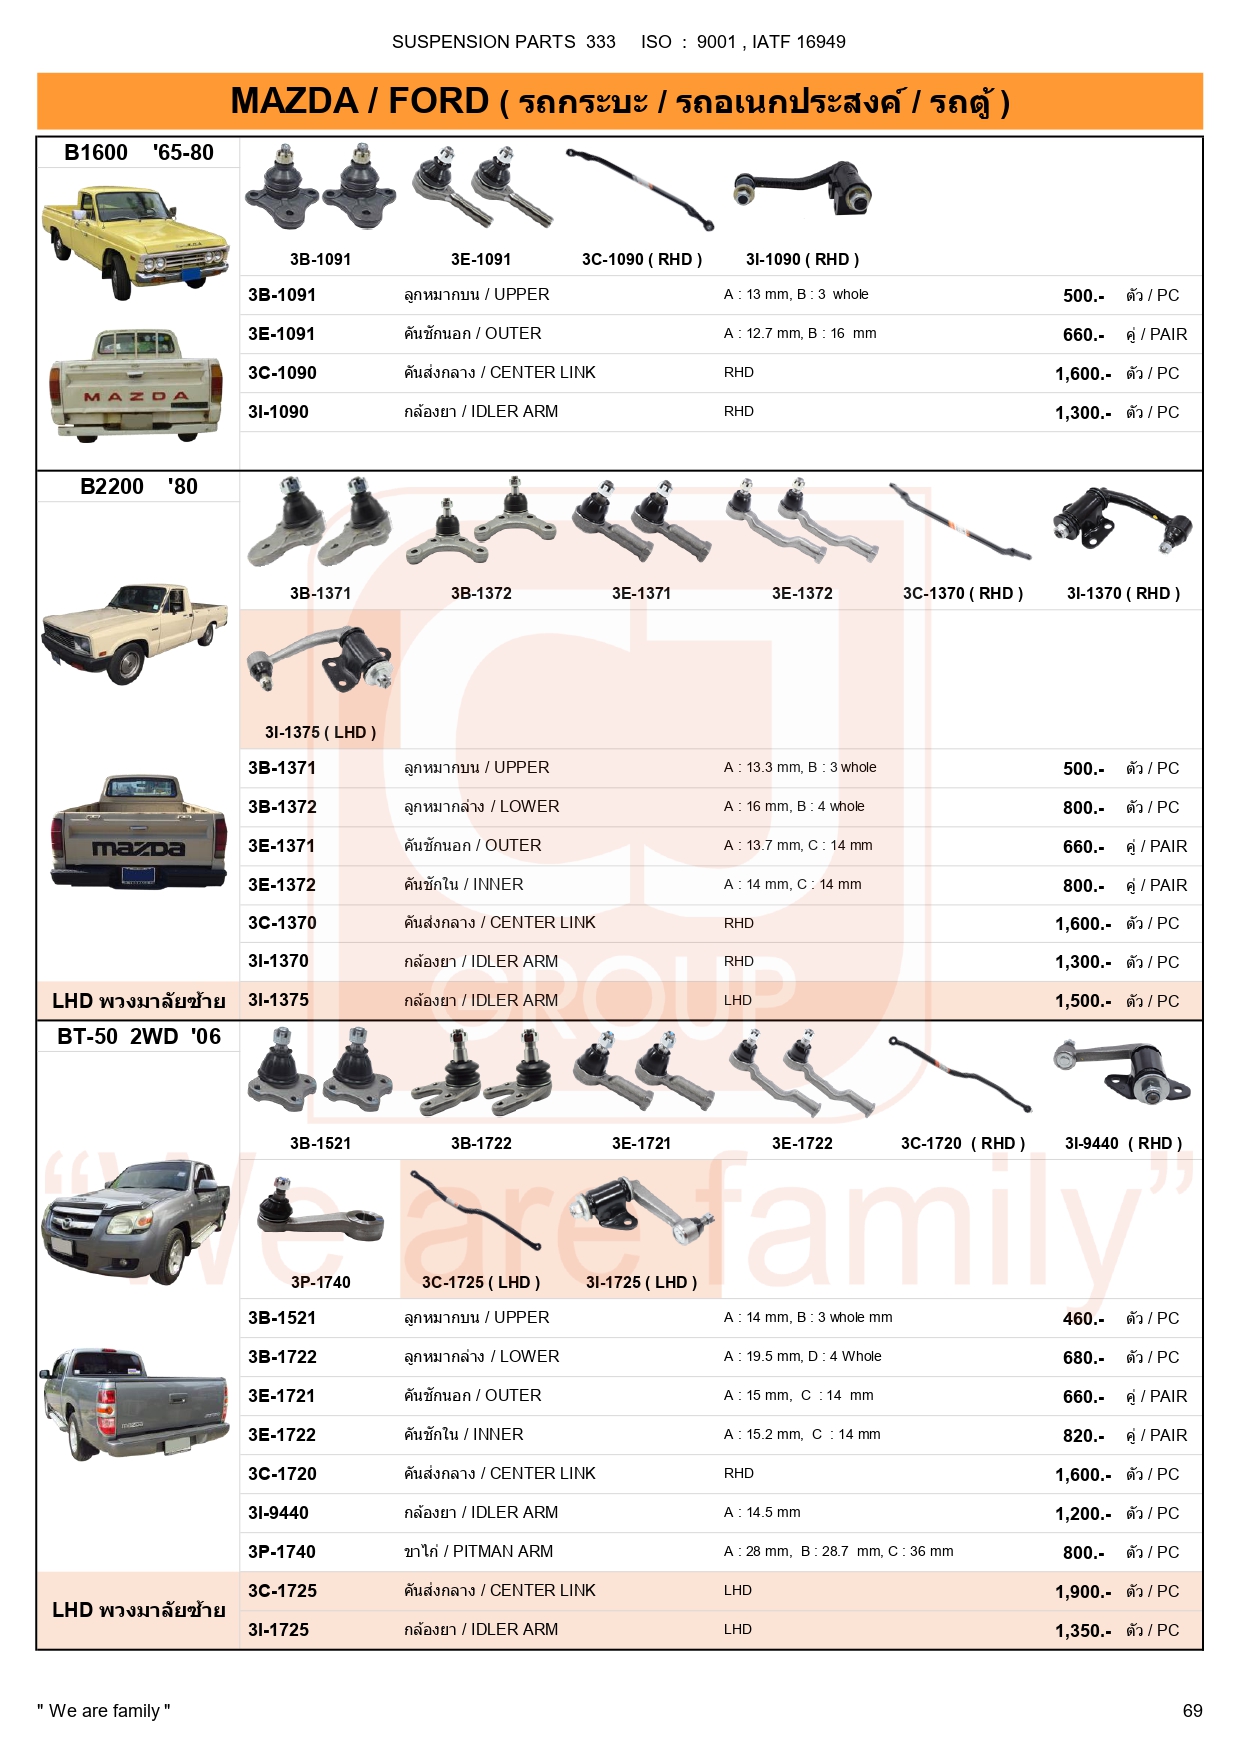 SUSPENSION PARTS 333 ISO : 9001 , IATF 16949
MAZDA / FORD ( รถกระบะ / รถอเนกประสงค์ / รถตู้ )
B1600 '65-80
3B-1091 3E-1091 3C-1090 ( RHD ) 3I-1090 ( RHD )
MAZDA
3B-1091 ลูกหมากบน / UPPER A : 13 mm, B : 3 whole 500.- ตัว / PC
3E-1091 คันชักนอก / OUTER A : 12.7 mm, B : 16 mm 660.- คู่ / PAIR
3C-1090 คันส่งกลาง / CENTER LINK RHD 1,600.- ตัว / PC
3I-1090 กล้องยา / IDLER ARM RHD 1,300.- ตัว / PC
B2200 '80
3B-1371 3B-1372 3E-1371 3E-1372 3C-1370 ( RHD ) 3I-1370 ( RHD )
3I-1375 ( LHD )
mazda
3B-1371 ลูกหมากบน / UPPER A : 13.3 mm, B : 3 whole 500.- ตัว / PC
3B-1372 ลูกหมากล่าง / LOWER A : 16 mm, B : 4 whole 800.- ตัว / PC
3E-1371 คันชักนอก / OUTER A : 13.7 mm, C : 14 mm 660.- คู่ / PAIR
3E-1372 คันชักใน / INNER A : 14 mm, C : 14 mm 800.- คู่ / PAIR
3C-1370 คันส่งกลาง / CENTER LINK RHD 1,600.- ตัว / PC
3I-1370 กล้องยา / IDLER ARM RHD 1,300.- ตัว / PC
LHD พวงมาลัยซ้าย 3I-1375 กล้องยา / IDLER ARM LHD 1,500.- ตัว / PC
CJ
GROUP
BT-50 2WD '06
3B-1521 3B-1722 3E-1721 3E-1722 3C-1720 ( RHD ) 3I-9440 ( RHD )
“We are family”
3P-1740 3C-1725 ( LHD ) 3I-1725 ( LHD )
3B-1521 ลูกหมากบน / UPPER A : 14 mm, B : 3 whole mm 460.- ตัว / PC
3B-1722 ลูกหมากล่าง / LOWER A : 19.5 mm, D : 4 Whole 680.- ตัว / PC
3E-1721 คันชักนอก / OUTER A : 15 mm, C : 14 mm 660.- คู่ / PAIR
3E-1722 คันชักใน / INNER A : 15.2 mm, C : 14 mm 820.- คู่ / PAIR
3C-1720 คันส่งกลาง / CENTER LINK RHD 1,600.- ตัว / PC
3I-9440 กล้องยา / IDLER ARM A : 14.5 mm 1,200.- ตัว / PC
3P-1740 ขาไก่ / PITMAN ARM A : 28 mm, B : 28.7 mm, C : 36 mm 800.- ตัว / PC
LHD พวงมาลัยซ้าย
3C-1725 คันส่งกลาง / CENTER LINK LHD 1,900.- ตัว / PC
3I-1725 กล้องยา / IDLER ARM LHD 1,350.- ตัว / PC
" We are family " 69